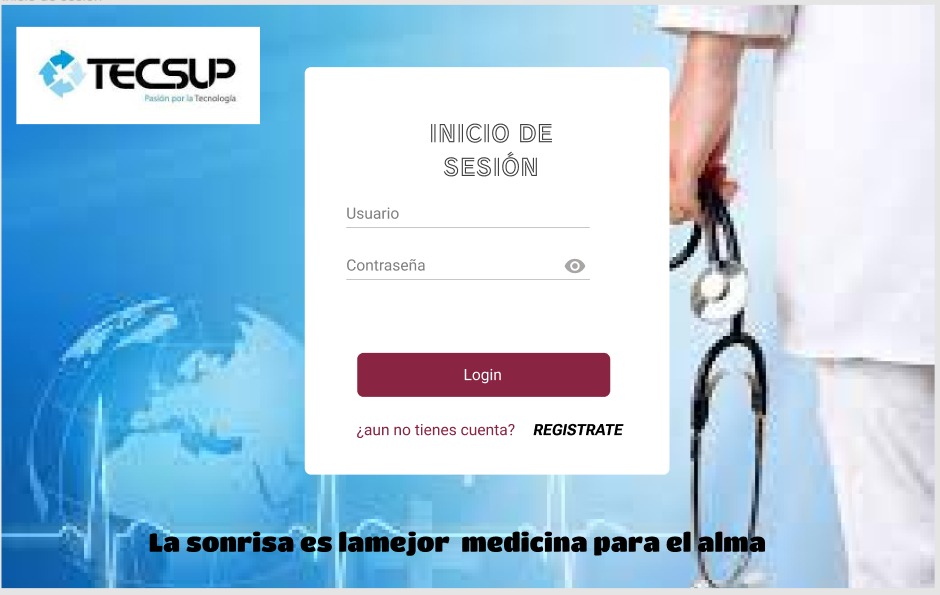 TECSUP
Pasión por la Tecnología
INICIO DE
SESIÓN
Usuario
Contraseña
Login
¿aun no tienes cuenta? REGISTRATE
La sonrisa es lamejor medicina para el alma